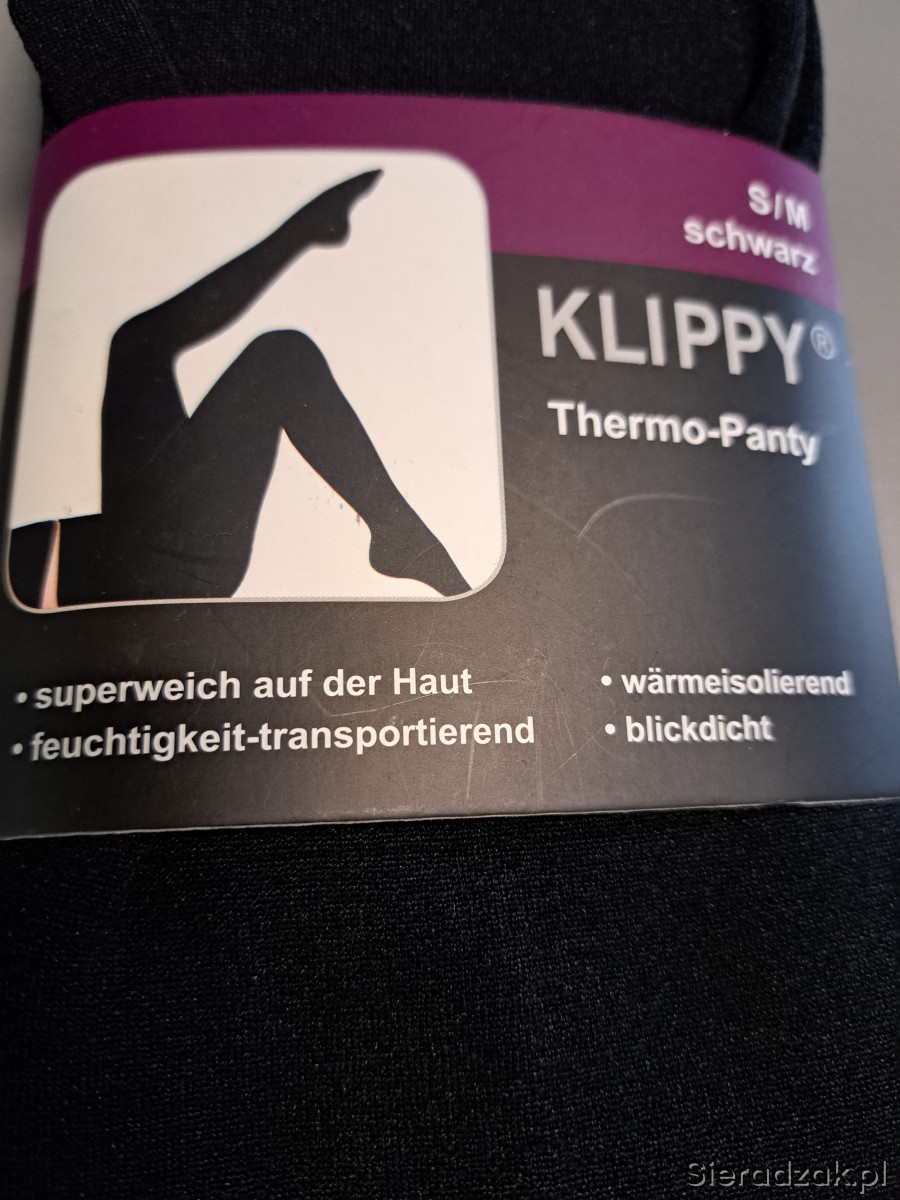 S/M
schwarz
KLIPPY®
Thermo-Panty
• superweich auf der Haut
• feuchtigkeit-transportierend
• wärmeisolierend
• blickdicht
Sieradzak.pl